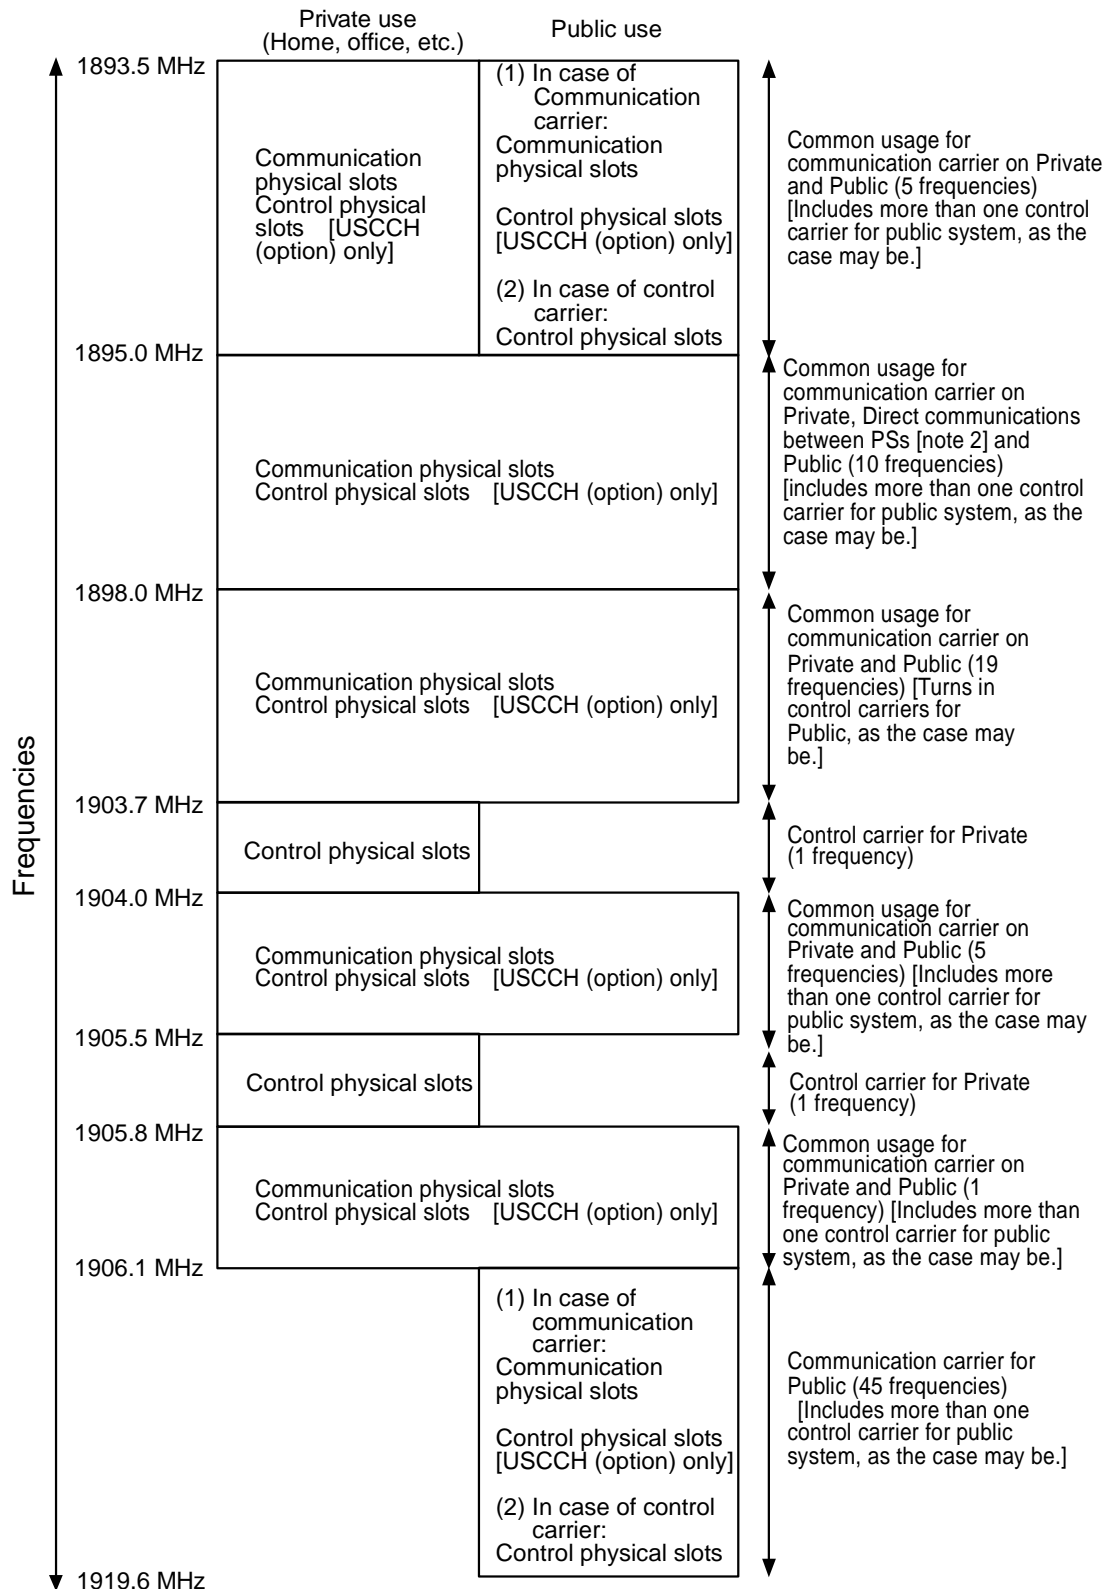 Private use
(Home, office, etc.)
Public use
Frequencies
1893.5 MHz
Communication
physical slots
Control physical
slots [USCCH
(option) only]
(1) In case of
Communication
carrier:
Communication
physical slots
Control physical slots
[USCCH (option) only]
(2) In case of control
carrier:
Control physical slots
Common usage for
communication carrier on Private
and Public (5 frequencies)
[Includes more than one control
carrier for public system, as the
case may be.]
1895.0 MHz
Communication physical slots
Control physical slots [USCCH (option) only]
Common usage for
communication carrier on
Private, Direct communications
between PSs [note 2] and
Public (10 frequencies)
[includes more than one control
carrier for public system, as the
case may be.]
1898.0 MHz
Communication physical slots
Control physical slots [USCCH (option) only]
Common usage for
communication carrier on
Private and Public (19
frequencies) [Turns in
control carriers for
Public, as the case may
be.]
1903.7 MHz
Control physical slots
Control carrier for Private
(1 frequency)
1904.0 MHz
Communication physical slots
Control physical slots [USCCH (option) only]
Common usage for
communication carrier on
Private and Public (5
frequencies) [Includes more
than one control carrier for
public system, as the case may
be.]
1905.5 MHz
Control physical slots
Control carrier for Private
(1 frequency)
1905.8 MHz
Communication physical slots
Control physical slots [USCCH (option) only]
Common usage for
communication carrier on
Private and Public (1
frequency) [Includes more than
one control carrier for public
system, as the case may be.]
1906.1 MHz
(1) In case of
communication
carrier:
Communication
physical slots
Control physical slots
[USCCH (option) only]
(2) In case of control
carrier:
Control physical slots
Communication carrier for
Public (45 frequencies)
[Includes more than one
control carrier for public
system, as the case may be.]
1919.6 MHz